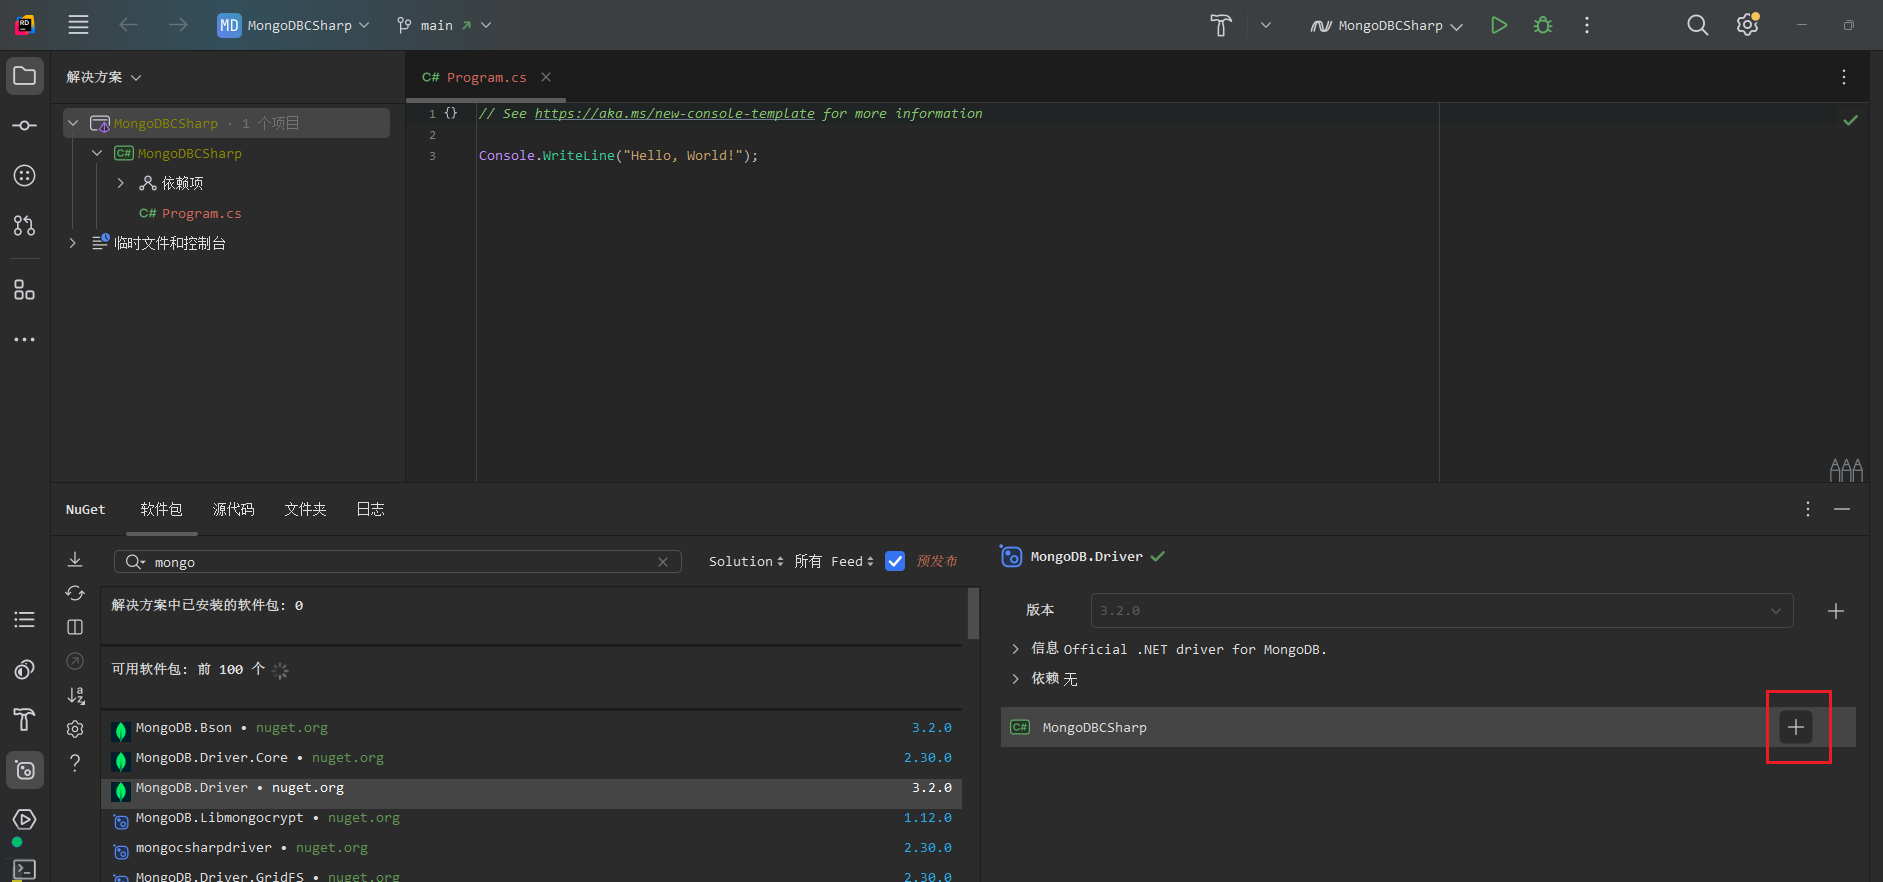 MD MongoDBCSharp
main
MongoDBCSharp
解决方案
C# Program.cs
MongoDBCSharp · 1 个项目
C# MongoDBCSharp
依赖项
C# Program.cs
临时文件和控制台
1 {} // See https://aka.ms/new-console-template for more information
2
3 Console.WriteLine("Hello, World!");
NuGet 软件包 源代码 文件夹 日志
mongo
Solution 所有 Feed 预发布
解决方案中已安装的软件包: 0
可用软件包: 前 100 个
MongoDB.Bson • nuget.org 3.2.0
MongoDB.Driver.Core • nuget.org 2.30.0
MongoDB.Driver • nuget.org 3.2.0
MongoDB.Libmongocrypt • nuget.org 1.12.0
mongocsharpdriver • nuget.org 2.30.0
MongoDB.Driver.GridFS • nuget.org 2.30.0
MongoDB.Driver
版本 3.2.0
信息 Official .NET driver for MongoDB.
依赖 无
C# MongoDBCSharp